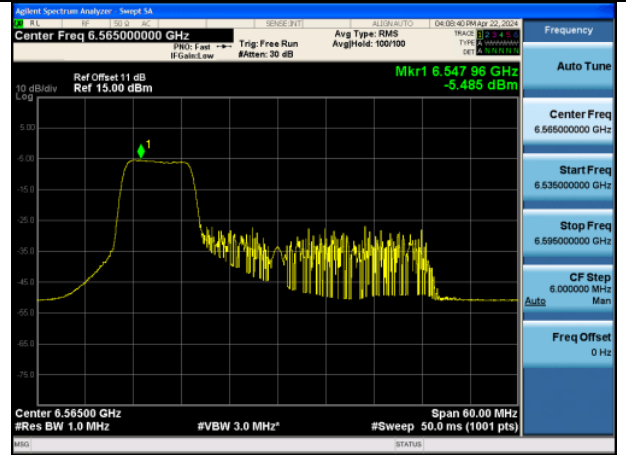 Agilent Spectrum Analyzer - Swept SA
RL RF 50 Ω AC SENSE:INT ALIGNAUTO 04:08:40 PM Apr 22, 2024
Center Freq 6.565000000 GHz
PNO: Fast
IFGain:Low
Trig: Free Run
#Atten: 30 dB
Avg Type: RMS
Avg|Hold: 100/100
TRACE 1 2 3 4 5 6
TYPE A W W W W W
DET A N N N N N
Ref Offset 11 dB
10 dB/div Ref 15.00 dBm
Log
Mkr1 6.547 96 GHz
-5.485 dBm
5.00
-5.00
-15.0
-25.0
-35.0
-45.0
-55.0
-65.0
-75.0
1
Center 6.56500 GHz Span 60.00 MHz
#Res BW 1.0 MHz #VBW 3.0 MHz* #Sweep 50.0 ms (1001 pts)
MSG STATUS
Frequency
Auto Tune
Center Freq
6.565000000 GHz
Start Freq
6.535000000 GHz
Stop Freq
6.595000000 GHz
CF Step
6.000000 MHz
Auto Man
Freq Offset
0 Hz